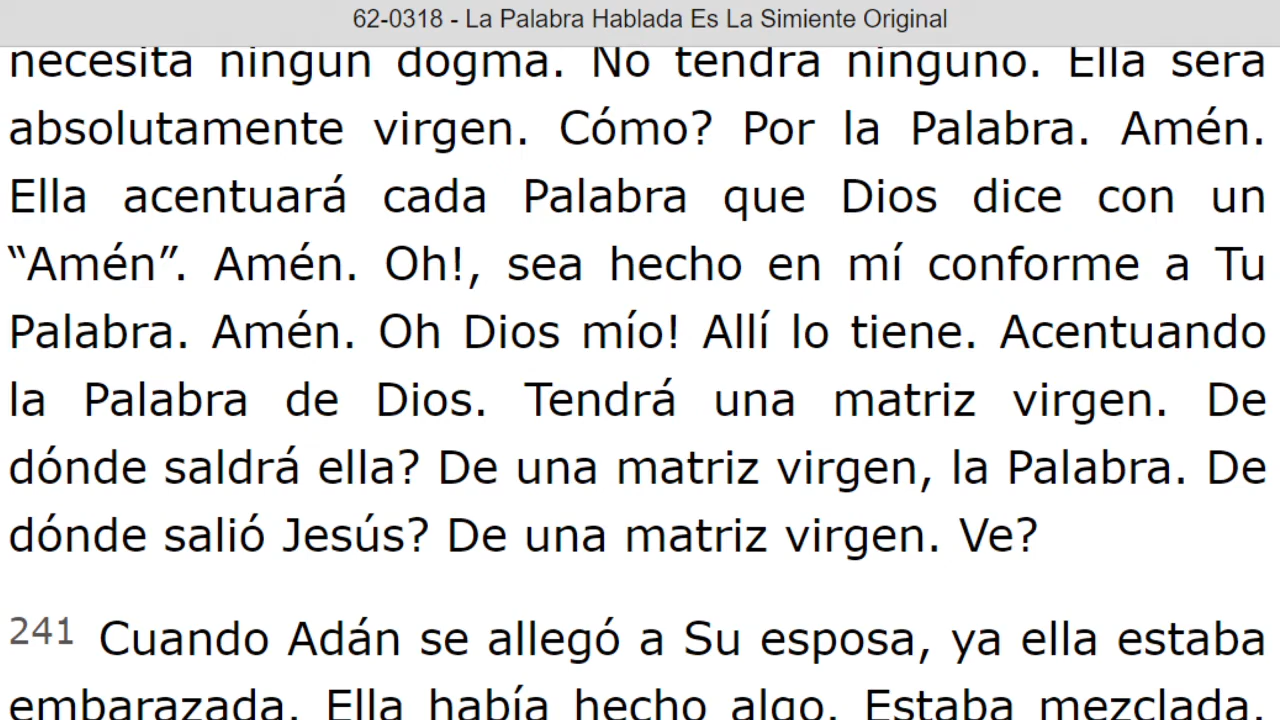 62-0318 - La Palabra Hablada Es La Simiente Original
necesita ningún dogma. No tendrá ninguno. Ella será
absolutamente virgen. Cómo? Por la Palabra. Amén.
Ella acentuará cada Palabra que Dios dice con un
“Amén”. Amén. Oh!, sea hecho en mí conforme a Tu
Palabra. Amén. Oh Dios mío! Allí lo tiene. Acentuando
la Palabra de Dios. Tendrá una matriz virgen. De
dónde saldrá ella? De una matriz virgen, la Palabra. De
dónde salió Jesús? De una matriz virgen. Ve?
241 Cuando Adán se allegó a Su esposa, ya ella estaba
embarazada. Ella había hecho algo. Estaba mezclada.